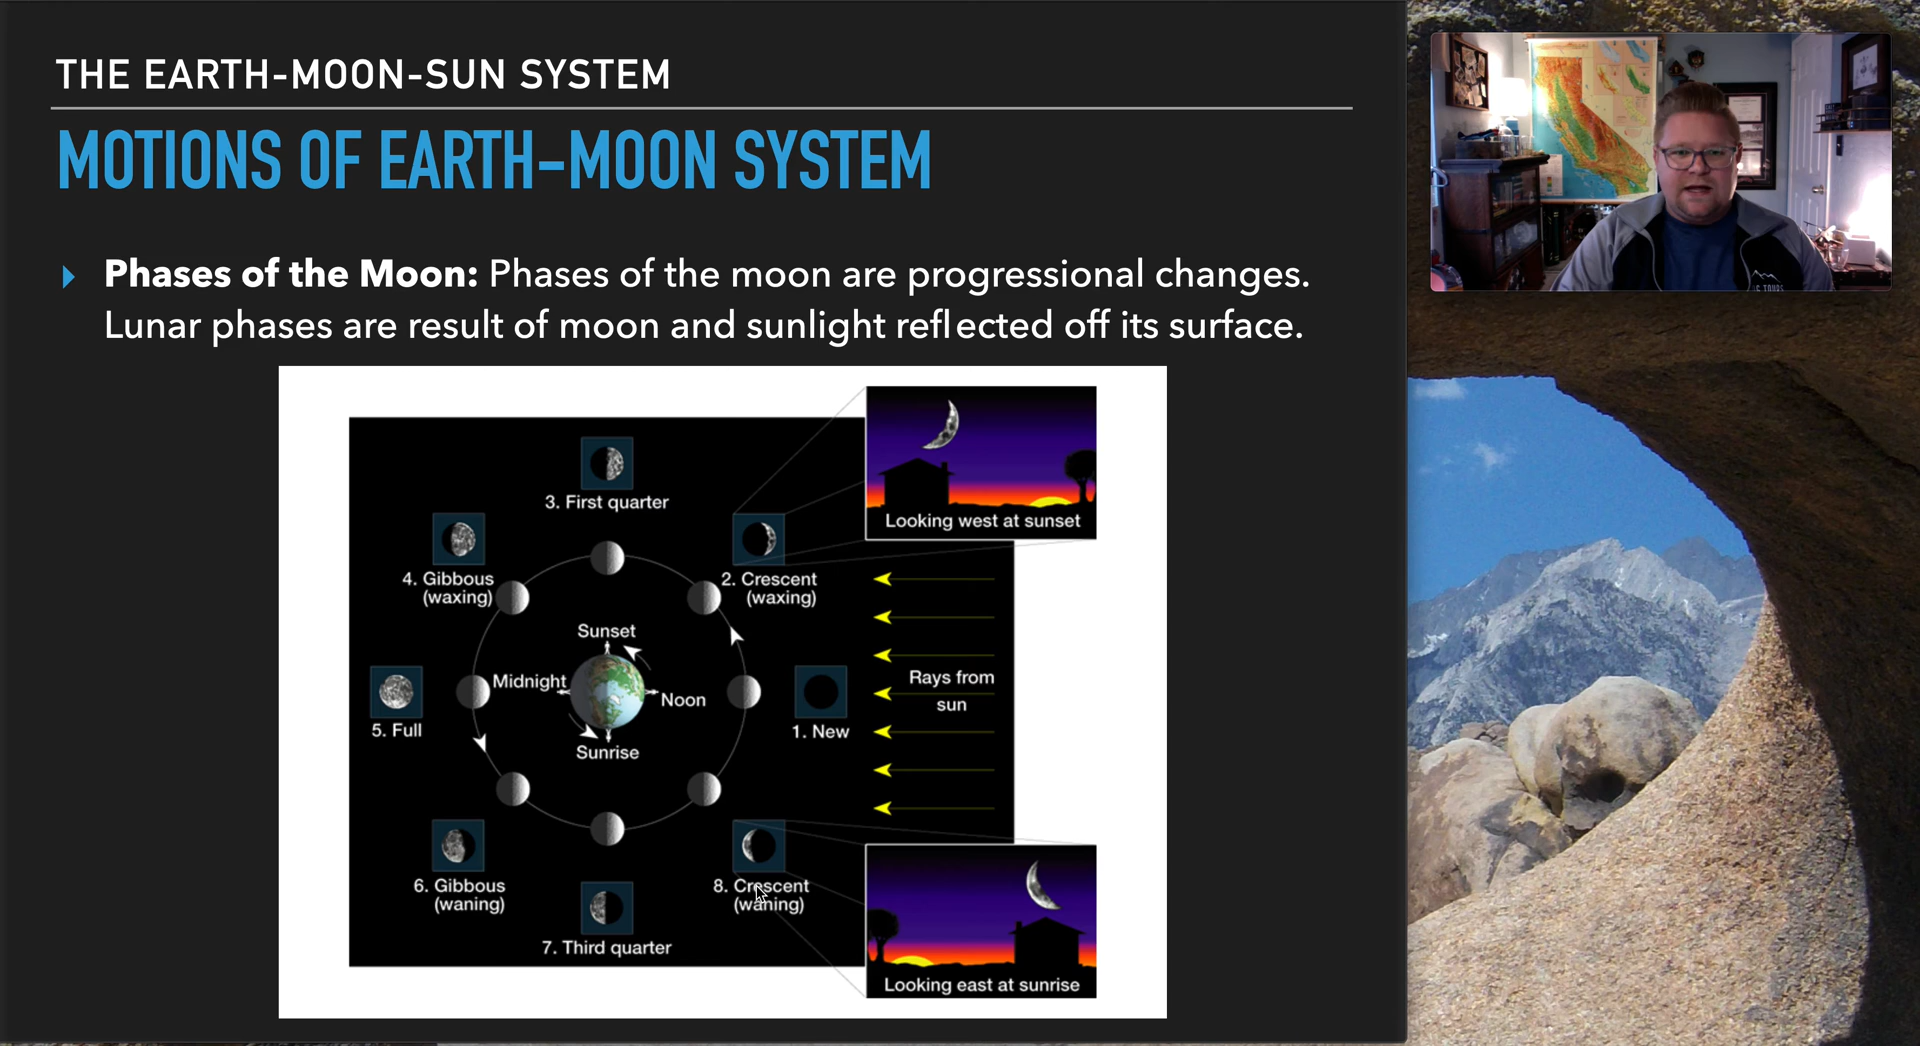 THE EARTH-MOON-SUN SYSTEM
MOTIONS OF EARTH-MOON SYSTEM
Phases of the Moon: Phases of the moon are progressional changes.
Lunar phases are result of moon and sunlight reflected off its surface.
Looking west at sunset
3. First quarter
4. Gibbous
(waxing)
2. Crescent
(waxing)
Sunset
Midnight
Noon
Sunrise
Rays from
sun
5. Full
1. New
6. Gibbous
(waning)
8. Crescent
(waning)
7. Third quarter
Looking east at sunrise